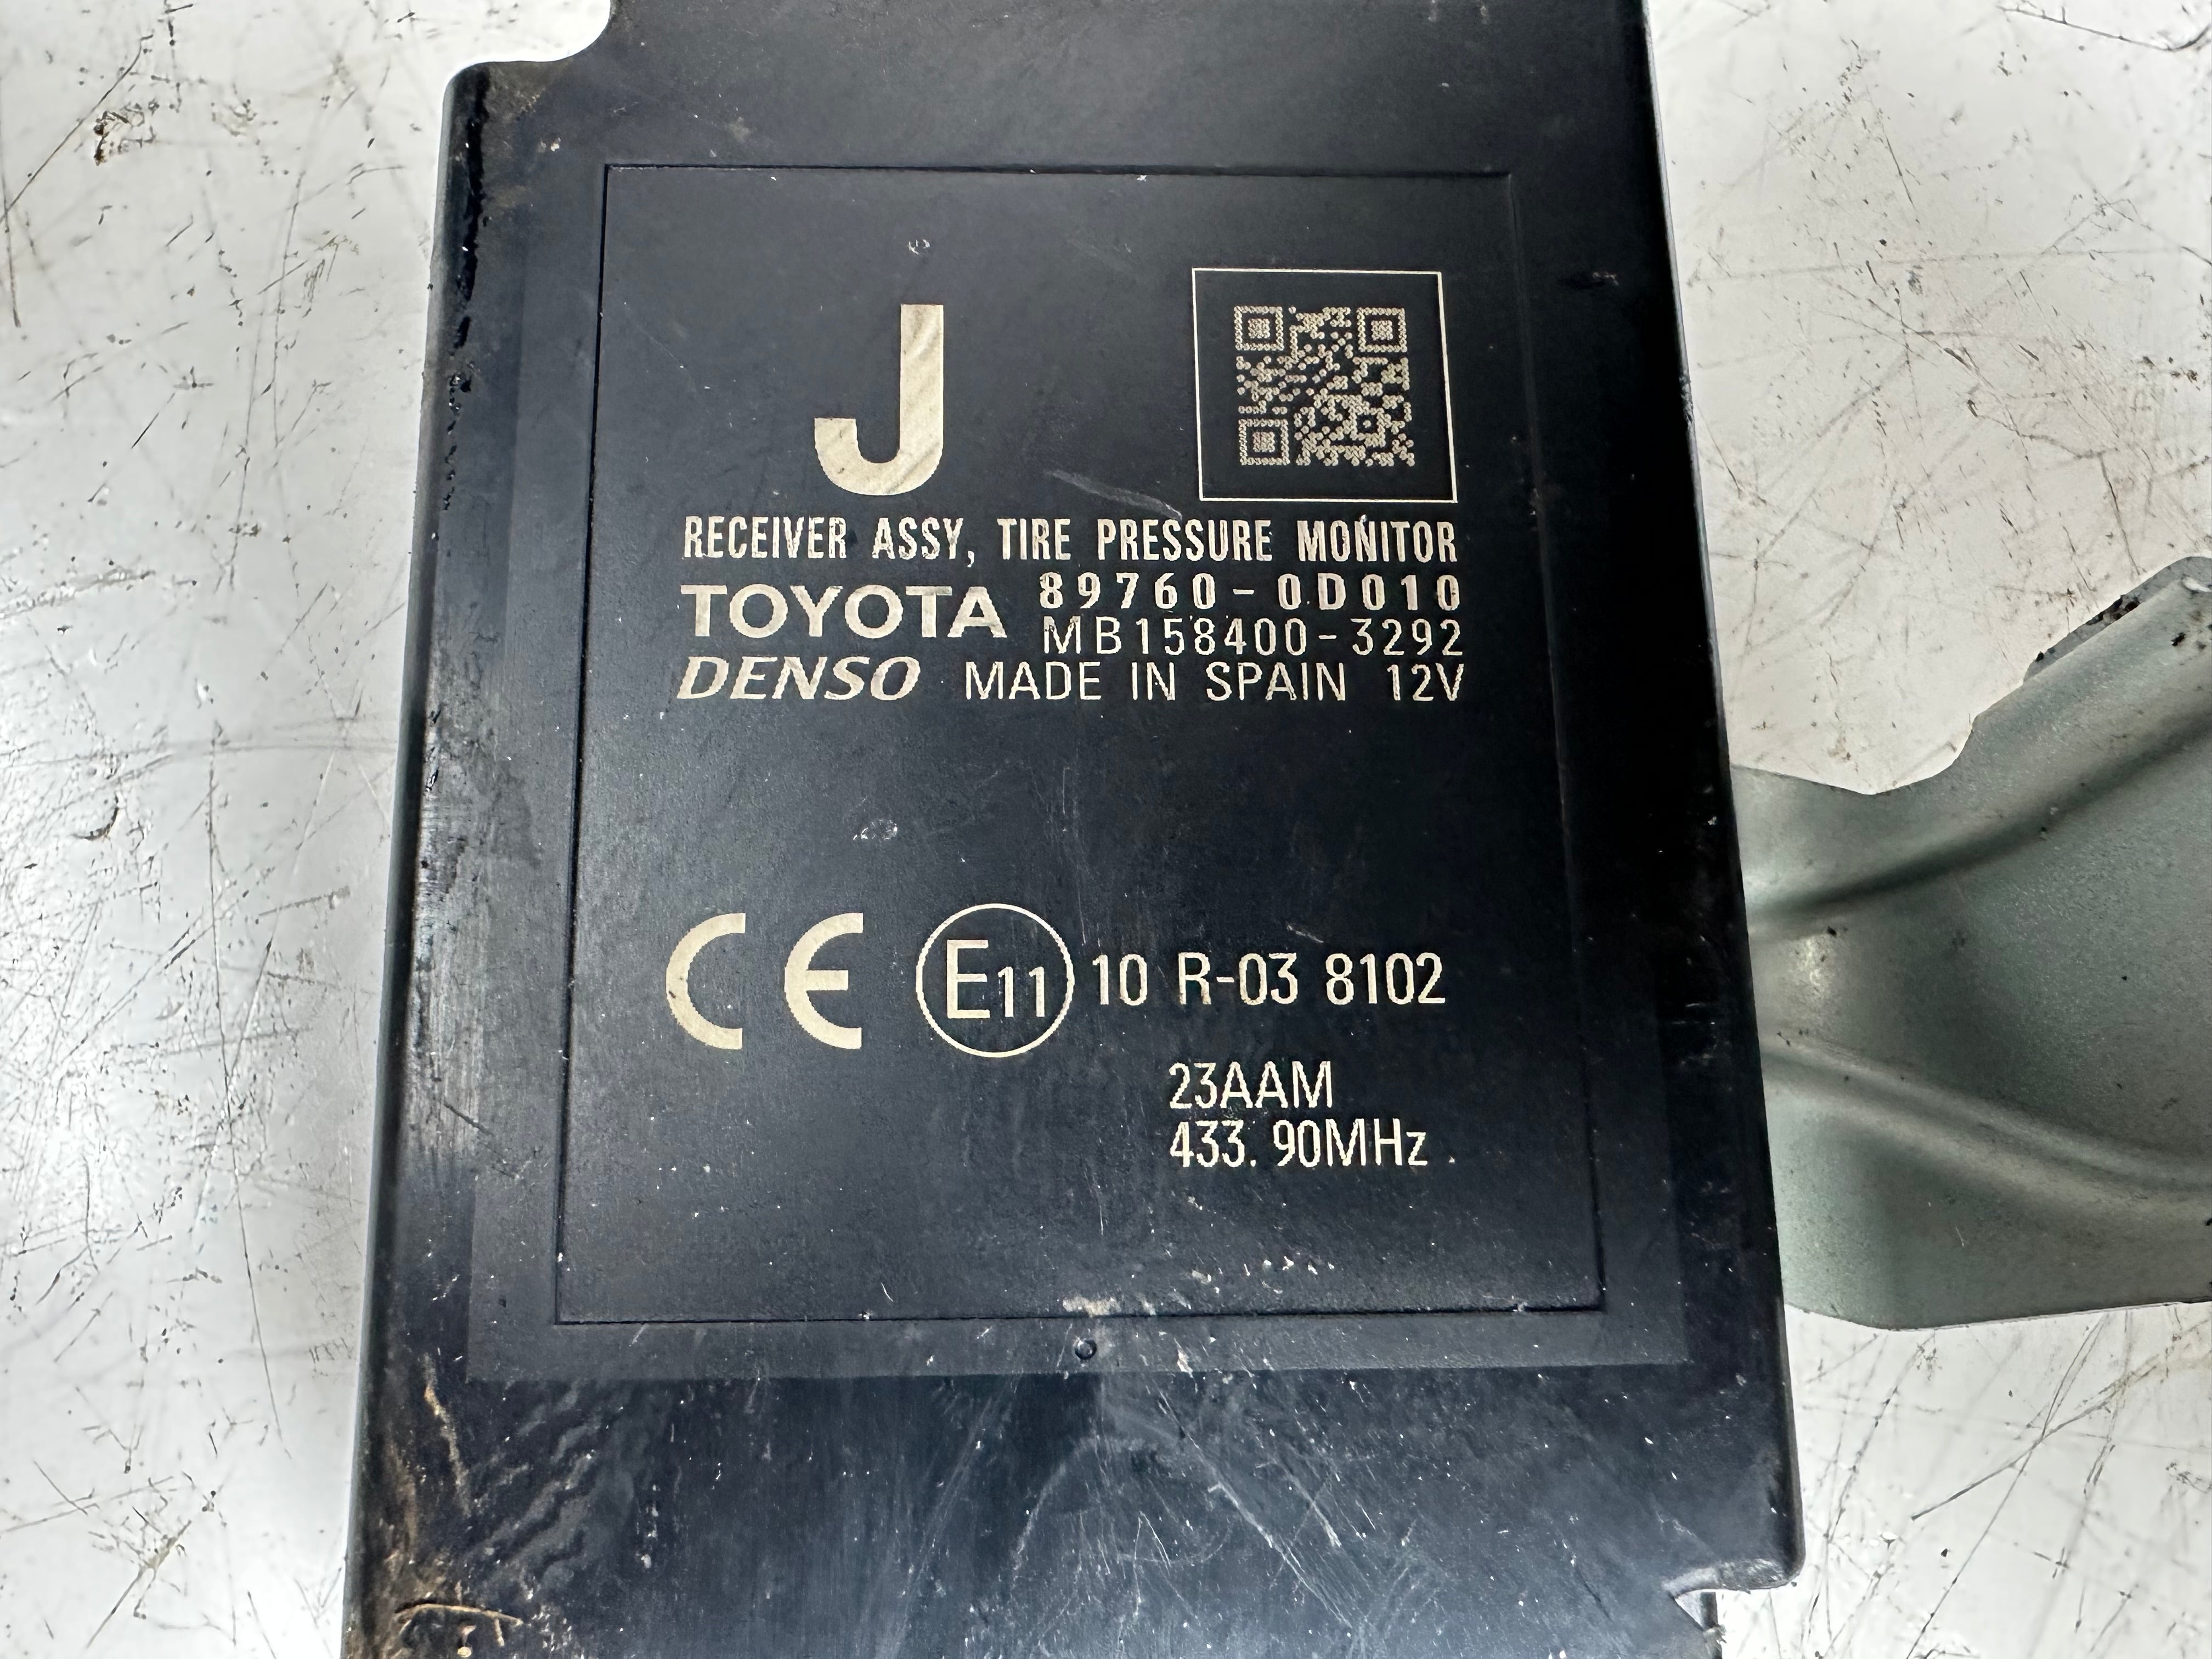 J
RECEIVER ASSY, TIRE PRESSURE MONITOR
TOYOTA 89760-0D010
MB158400-3292
DENSO MADE IN SPAIN 12V
CE E11 10 R-03 8102
23AAM
433.90MHz